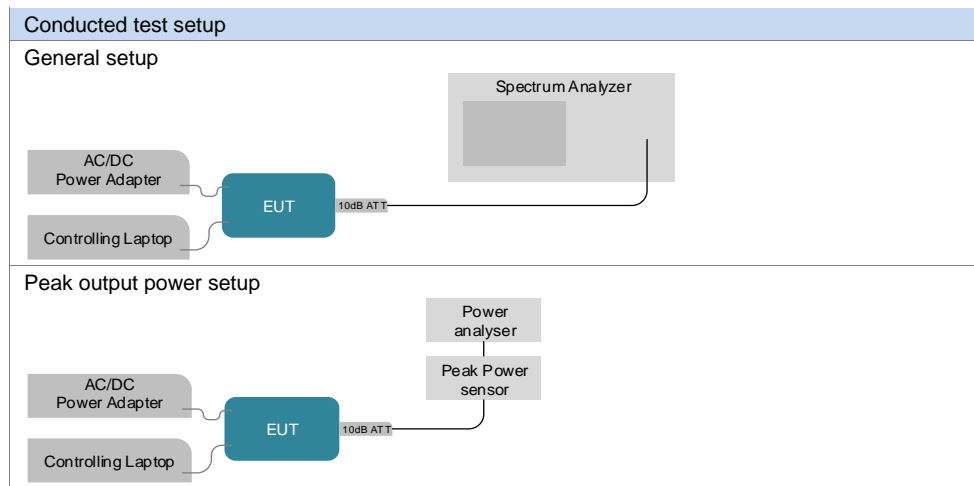 Conducted test setup
General setup
Spectrum Analyzer
AC/DC
Power Adapter
EUT
10dB ATT
Controlling Laptop
Peak output power setup
Power
analyser
Peak Power
sensor
AC/DC
Power Adapter
EUT
10dB ATT
Controlling Laptop